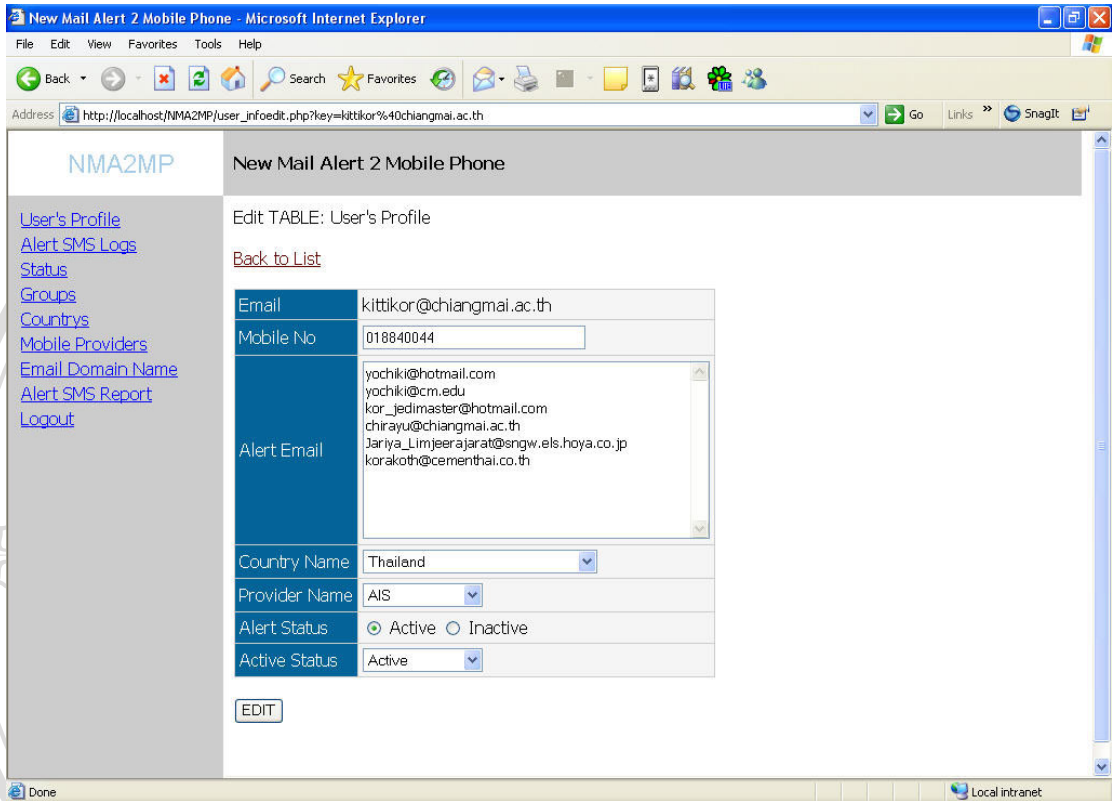 New Mail Alert 2 Mobile Phone - Microsoft Internet Explorer
File Edit View Favorites Tools Help
Back Search Favorites
Address http://localhost/NMA2MP/user_infoedit.php?key=kittikor%40chiangmai.ac.th Go Links » SnagIt
NMA2MP New Mail Alert 2 Mobile Phone
User's Profile
Alert SMS Logs
Status
Groups
Countrys
Mobile Providers
Email Domain Name
Alert SMS Report
Logout
Edit TABLE: User's Profile
Back to List
Email kittikor@chiangmai.ac.th
Mobile No 018840044
Alert Email
yochiki@hotmail.com
yochiki@cm.edu
kor_jedimaster@hotmail.com
chirayu@chiangmai.ac.th
Jariya_Limjeerajarat@sngw.els.hoya.co.jp
korakoth@cementhai.co.th
Country Name Thailand
Provider Name AIS
Alert Status Active Inactive
Active Status Active
EDIT
Done Local intranet